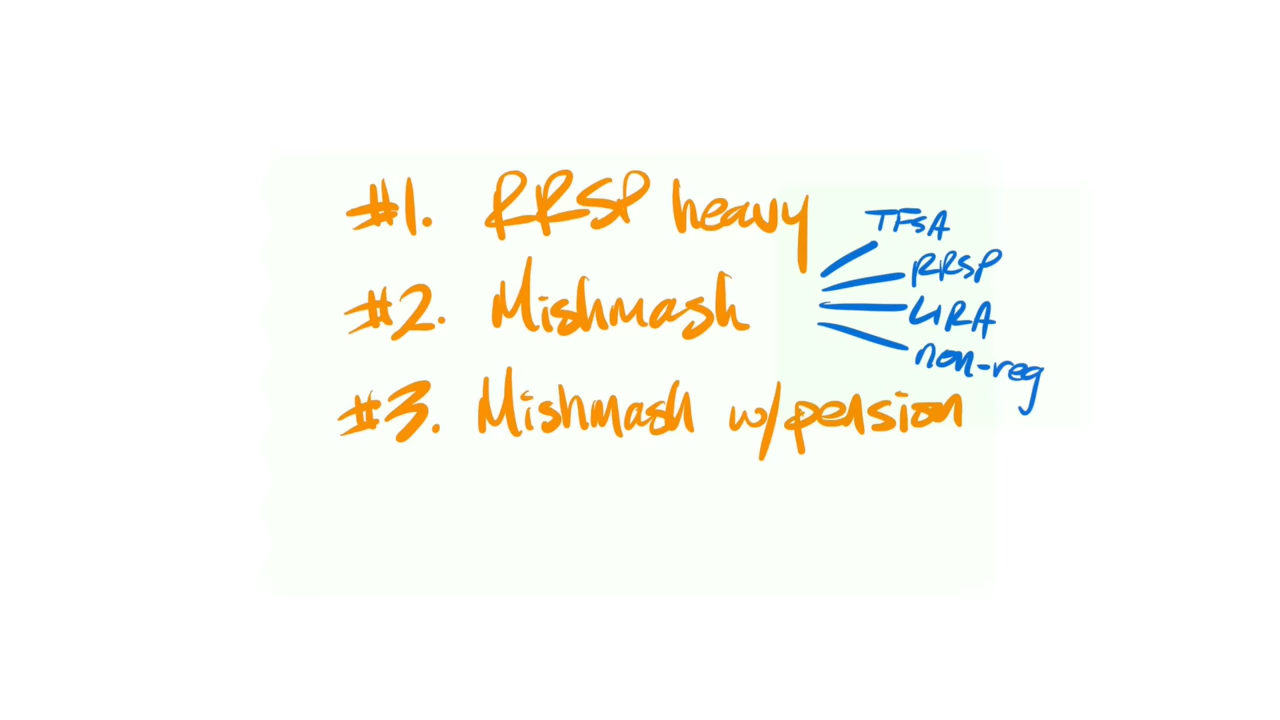 #1. RRSP heavy
#2. Mishmash
TFSA
RRSP
LIRA
non-reg
#3. Mishmash w/pension